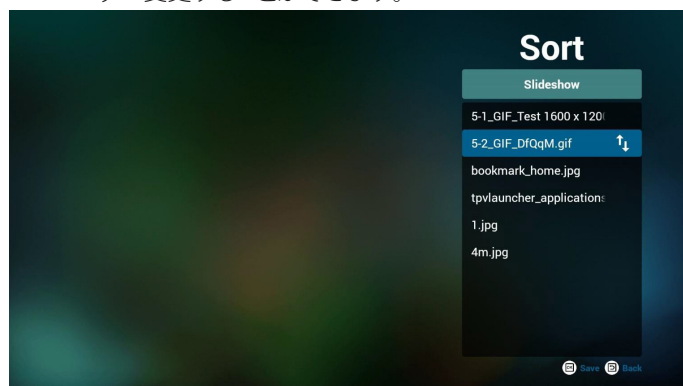 Sort
Slideshow
5-1_GIF_Test 1600 x 120
5-2_GIF_DfQqM.gif
bookmark_home.jpg
tpvlauncher_applications
1.jpg
4m.jpg
Save Back